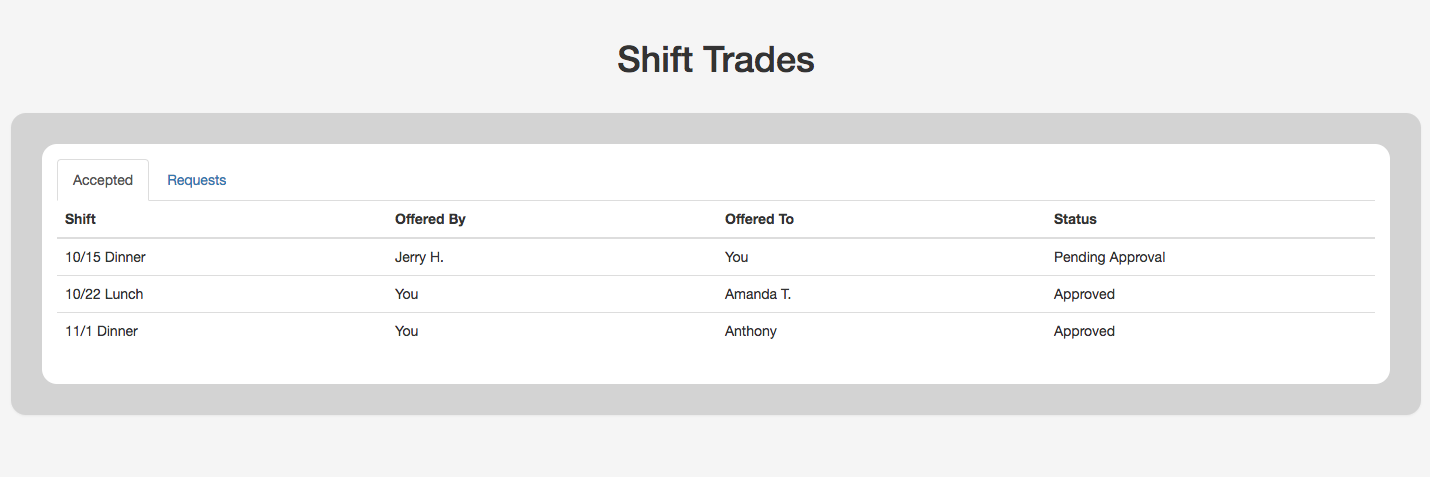 Shift Trades
Accepted Requests
Shift Offered By Offered To Status
10/15 Dinner Jerry H. You Pending Approval
10/22 Lunch You Amanda T. Approved
11/1 Dinner You Anthony Approved